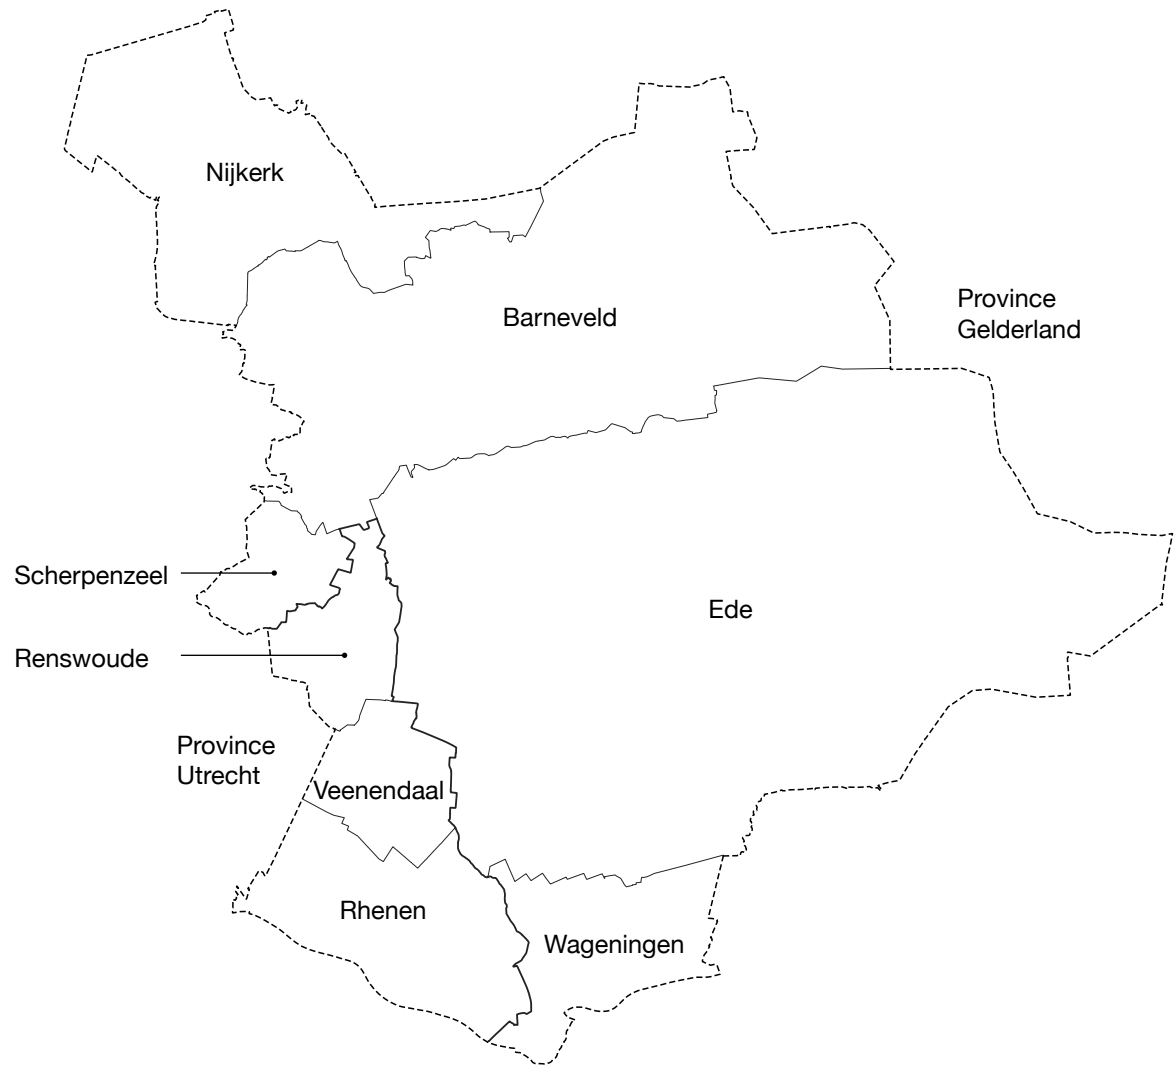 Nijkerk
Barneveld
Province
Gelderland
Scherpenzeel
Ede
Renswoude
Province
Utrecht
Veenendaal
Rhenen
Wageningen